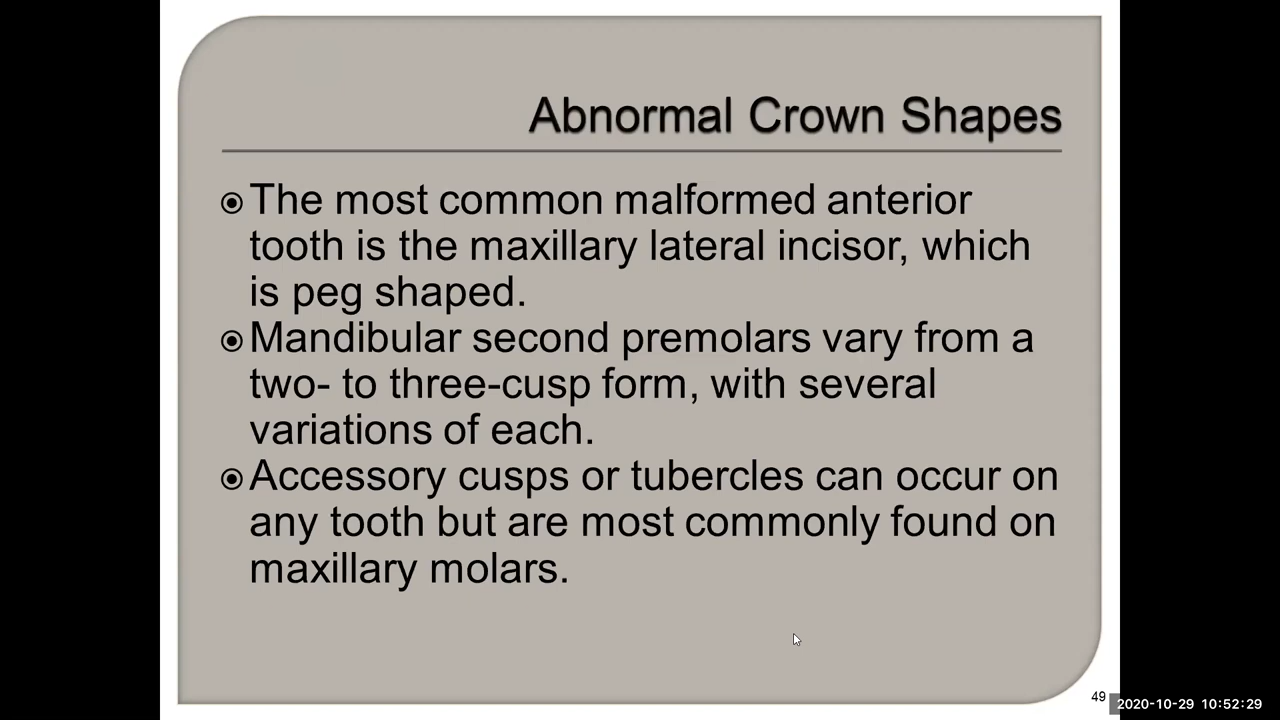 Abnormal Crown Shapes
The most common malformed anterior
tooth is the maxillary lateral incisor, which
is peg shaped.
Mandibular second premolars vary from a
two- to three-cusp form, with several
variations of each.
Accessory cusps or tubercles can occur on
any tooth but are most commonly found on
maxillary molars.
49
2020-10-29 10:52:29